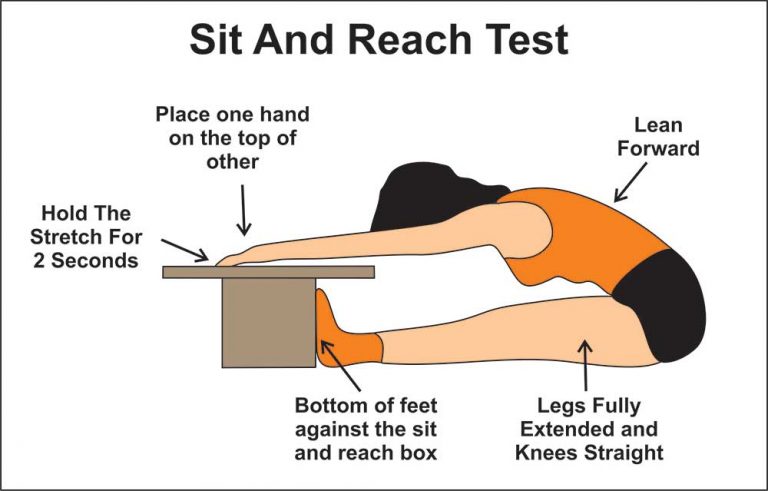 Sit And Reach Test
Place one hand
on the top of
other
Lean
Forward
Hold The
Stretch For
2 Seconds
Bottom of feet
against the sit
and reach box
Legs Fully
Extended and
Knees Straight